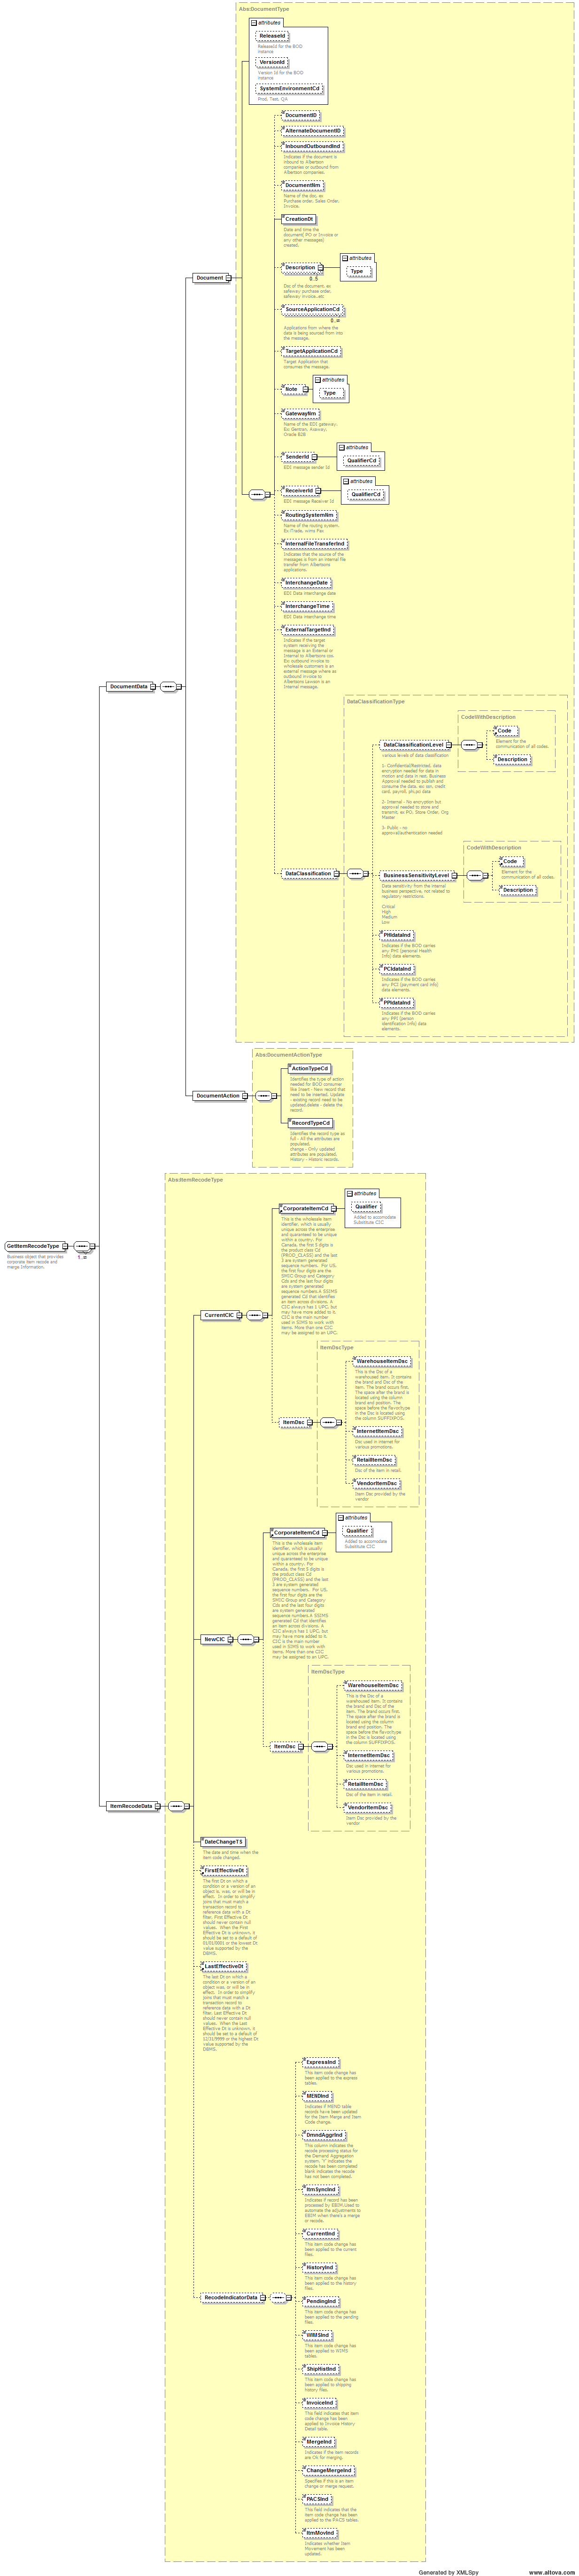 Abs:DocumentType
attributes
ReleaseId
ReleaseId for the BOD
instance
VersionId
Version Id for the BOD
instance
SystemEnvironmentCd
Prod, Test, QA
DocumentID
AlternateDocumentID
InboundOutboundInd
Indicates if the document is
inbound to Albertson
companies or outbound from
Albertson companies.
DocumentNm
Name of the doc, ex
Purchase order, Sales Order,
Invoice.
CreationDt
Date and time the
document( PO or Invoice or
any other messages)
created.
Document
Description
attributes
Type
0..5
Dsc of the document, ex
safeway purchase order,
safeway invoice..etc
SourceApplicationCd
0..∞
Applications from where the
data is being sourced from into
the message.
TargetApplicationCd
Target Application that
consumes the message.
Note
attributes
Type
GatewayNm
Name of the EDI gateway.
Ex: Gentran, Axway,
Oracle B2B
SenderId
attributes
QualifierCd
EDI message sender Id
ReceiverId
attributes
QualifierCd
EDI message Receiver Id
RoutingSystemNm
Name of the routing system.
Ex-iTrade, wims Pac
InternalFileTransferInd
Indicates that the source of the
messages is from an internal file
transfer from Albertsons
applications
InterchangeDate
EDI Data interchange date
InterchangeTime
EDI Data interchange time
ExternalTargetInd
Indicates if the target
system receiving the
message is an External or
Internal to Albertsons cos.
Ex: outbound invoice to
wholesale customer is an
external message where as
outbound invoice to
Albertsons Lawson is an
Internal message
DocumentData
DataClassificationType
DataClassificationLevel
various levels of data classification
1- Confidential/Restricted, data
encryption needed for data in
motion and data in rest. Business
Approval needed to publish and
consume the data. ex ssn, credit
card, payroll, phi,pci data
2- Internal - No encryption but
approval needed to store and
transmit. ex PO, Store Order, Org
Master
3- Public - no
approval/authentication needed
CodeWithDescription
Code
Element for the
communication of all codes.
Description
DataClassification
BusinessSensitivityLevel
Data sensitivity from the internal
business perspective, not related to
regulatory restrictions.
Critical
High
Medium
Low
CodeWithDescription
Code
Element for the
communication of all codes.
Description
PHIdataInd
Indicates if the BOD carries
any PHI (personal Health
Info) data elements.
PCIdataInd
Indicates if the BOD carries
any PCI (payment card info)
data elements.
PPIdataInd
Indicates if the BOD carries
any PPI (person
identification Info) data
elements.
Abs:DocumentActionType
DocumentAction
ActionTypeCd
Identifies the type of action
needed for BOD consumer
like Insert - New record that
need to be inserted. Update
- existing record need to be
updated.delete - delete the
record.
RecordTypeCd
Identifies the record type as
full - All the attributes are
populated.
change - Only updated
attributes are populated.
History - Historic records.
GetItemRecodeType
1..∞
Business object that provides
corporate item recode and
merge Information.
Abs:ItemRecodeType
CurrentCIC
CorporateItemCd
attributes
Qualifier
Added to accomodate
Substitute CIC
This is the wholesale item
identifier, which is usually
unique across the enterprise
and guaranteed to be unique
within a country. For
Canada, the first 5 digits is
the product class Cd
(PROD_CLASS) and the last
3 are system generated
sequence numbers. For US,
the first four digits are the
SMIC Group and Category
Cds and the last four digits
are system generated
sequence numbers.A SSIMS
generated Cd that identifies
an item across divisions. A
CIC always has 1 UPC, but
may have more added to it.
CIC is the main number
used in SIMS to work with
items. More than one CIC
may be assigned to an UPC.
ItemDscType
ItemDsc
WarehouseItemDsc
This is the Dsc of a
warehoused item. It contains
the brand and Dsc of the
item. The brand occurs first.
The space after the brand is
located using the column
brand end position. The
space before the flavor/type
in the Dsc is located using
the column SUFFIXPOS.
InternetItemDsc
Dsc used in internet for
various promotions.
RetailItemDsc
Dsc of the item in retail.
VendorItemDsc
Item Dsc provided by the
vendor
NewCIC
CorporateItemCd
attributes
Qualifier
Added to accomodate
Substitute CIC
This is the wholesale item
identifier, which is usually
unique across the enterprise
and guaranteed to be unique
within a country. For
Canada, the first 5 digits is
the product class Cd
(PROD_CLASS) and the last
3 are system generated
sequence numbers. For US,
the first four digits are the
SMIC Group and Category
Cds and the last four digits
are system generated
sequence numbers.A SSIMS
generated Cd that identifies
an item across divisions. A
CIC always has 1 UPC, but
may have more added to it.
CIC is the main number
used in SIMS to work with
items. More than one CIC
may be assigned to an UPC.
ItemDscType
ItemDsc
WarehouseItemDsc
This is the Dsc of a
warehoused item. It contains
the brand and Dsc of the
item. The brand occurs first.
The space after the brand is
located using the column
brand end position. The
space before the flavor/type
in the Dsc is located using
the column SUFFIXPOS.
InternetItemDsc
Dsc used in internet for
various promotions.
RetailItemDsc
Dsc of the item in retail.
VendorItemDsc
Item Dsc provided by the
vendor
ItemRecodeData
DateChangeTS
The date and time when the
item code changed.
FirstEffectiveDt
The first Dt on which a
condition or a version of an
object is, was, or will be in
effect. In order to simplify
joins that must match a
transaction record to
reference data with a Dt
filter, First Effective Dt
should never contain null
values. When the First
Effective Dt is unknown, it
should be set to a default of
01/01/0001 or the lowest Dt
value supported by the
DBMS.
LastEffectiveDt
The last Dt on which a
condition or a version of an
object was, or will be in
effect. In order to simplify
joins that must match a
transaction record to
reference data with a Dt
filter, Last Effective Dt
should never contain null
values. When the Last
Effective Dt is unknown, it
should be set to a default of
12/31/9999 or the highest Dt
value supported by the
DBMS.
RecodeIndicatorData
ExpressInd
This item code change has
been applied to the express
tables.
MENDInd
Indicates if MEND table
records have been updated
for the Item Merge and Item
Code change.
DmndAggrInd
This column indicates the
recode processing status for
the Demand Aggregation
system. 'Y' indicates the
recode has been completed
blank indicates the recode
has not been completed.
ItmSyncInd
Indicates if record has been
processed by EBIM.Used to
automate the adjustments to
EBIM when there's a merge
or recode.
CurrentInd
This item code change has
been applied to the current
files.
HistoryInd
This item code change has
been applied to the history
files.
PendingInd
This item code change has
been applied to the pending
files.
WIMSInd
This item code change has
been applied to WIMS
tables.
ShipHistInd
This item code change has
been applied to shipping
history files.
InvoiceInd
This field indicates that item
code change has been
applied to Invoice History
Detail table.
MergeInd
Indicates if the item records
are OK for merging.
ChangeMergeInd
Specifies if this is an item
change or merge request.
PACSInd
This field indicates that the
item code change has been
applied to the PACS tables.
ItmMovInd
Indicates whether Item
Movement has been
updated.
Generated by XMLSpy
www.altova.com